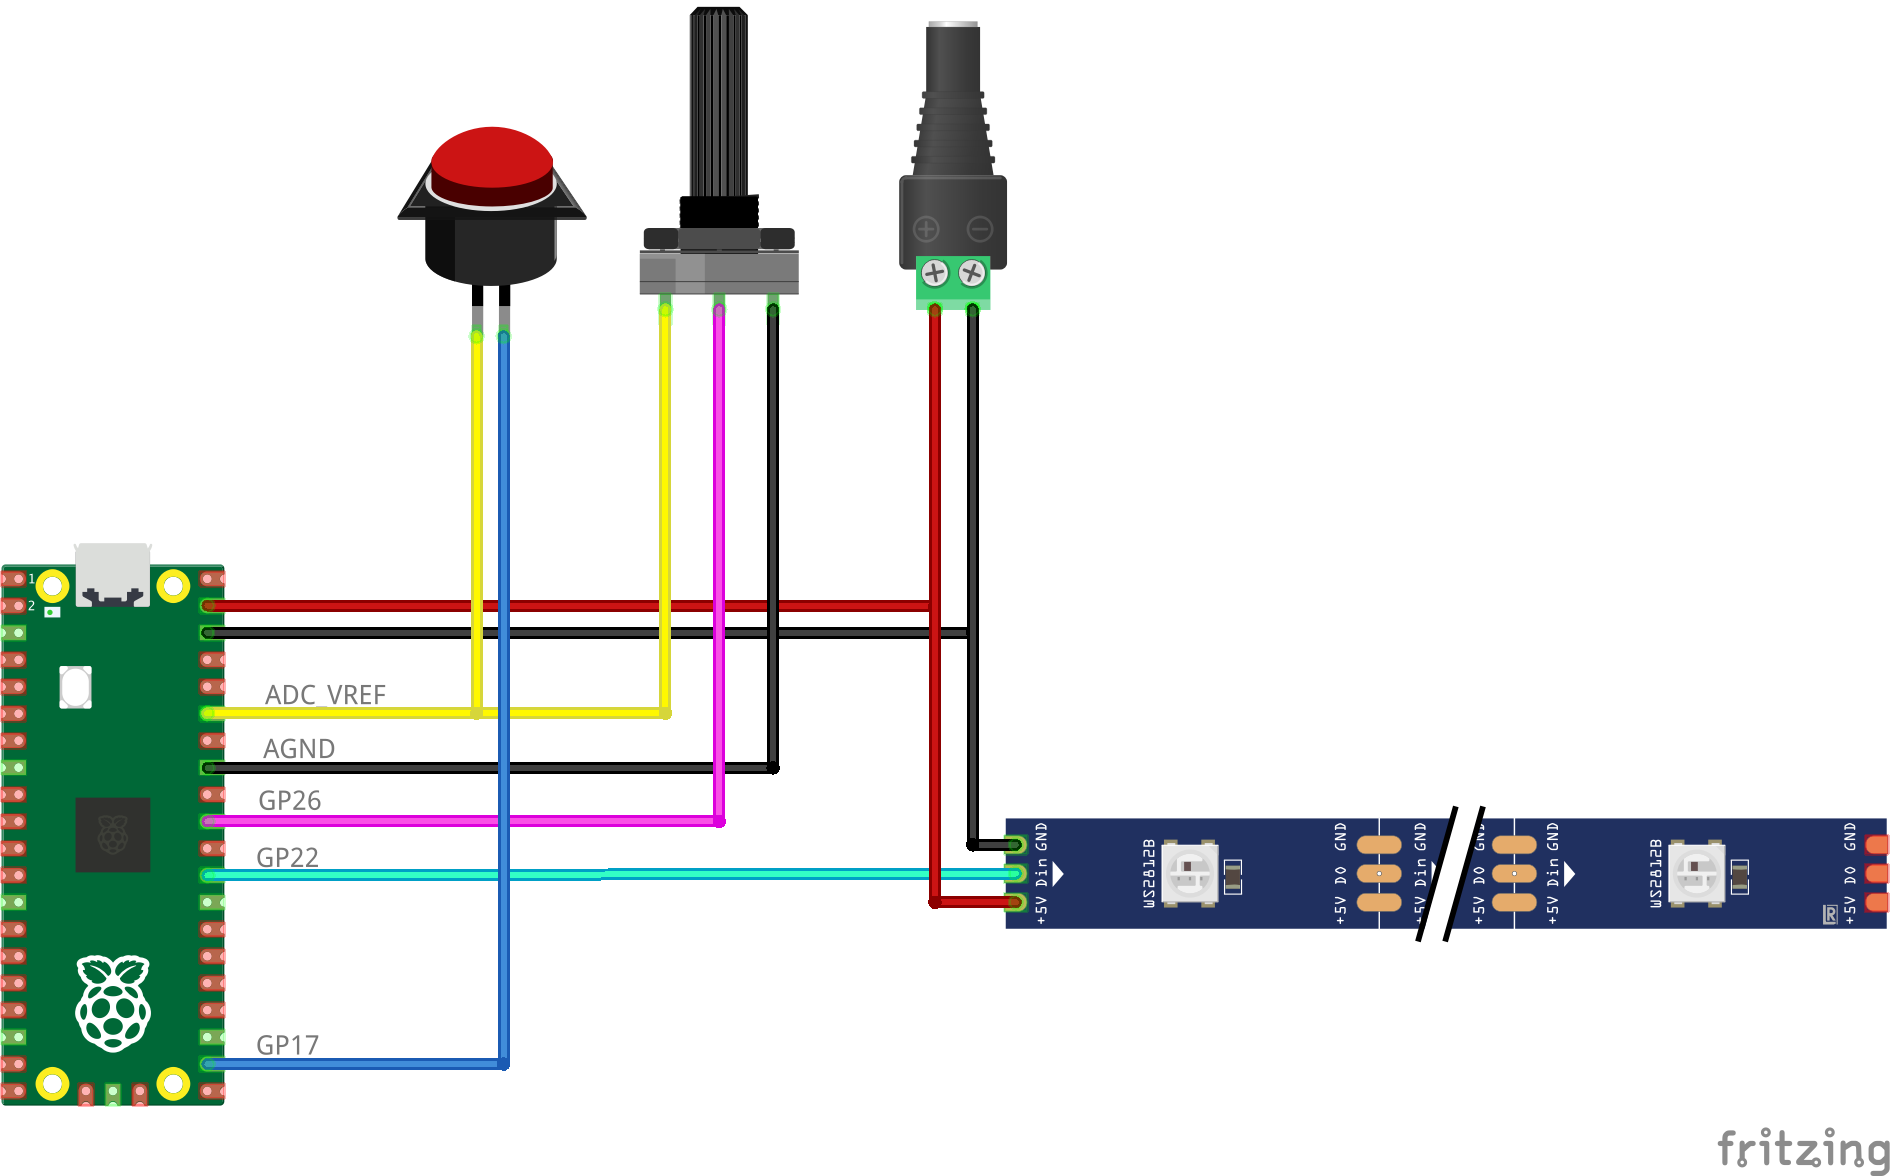 1
2
ADC_VREF
AGND
GP26
GP22
GP17
GND
Din
+5V
WS2812B
GND
DO
+5V
GND
Din
+5V
GND
DO
+5V
GND
Din
+5V
WS2812B
R
GND
DO
+5V
fritzing